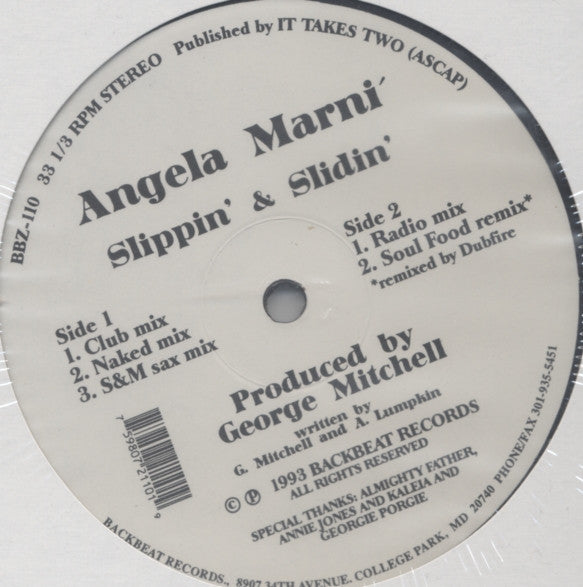 BBZ-110 33 1/3 RPM STEREO Published by IT TAKES TWO (ASCAP)
Angela Marni´
Slippin' & Slidin'
Side 1
1. Club mix
2. Naked mix
3. S&M sax mix
Side 2
1. Radio mix
2. Soul Food remix*
*remixed by Dubfire
Produced by
George Mitchell
written by
G. Mitchell and A. Lumpkin
© ℗ 1993 BACKBEAT RECORDS
ALL RIGHTS RESERVED
SPECIAL THANKS: ALMIGHTY FATHER,
ANNIE JONES AND KALEIA AND
GEORGIE PORGIE
7 59807 21101 9
BACKBEAT RECORDS., 8907 34TH AVENUE. COLLEGE PARK, MD 20740 PHONE/FAX 301-935-5451